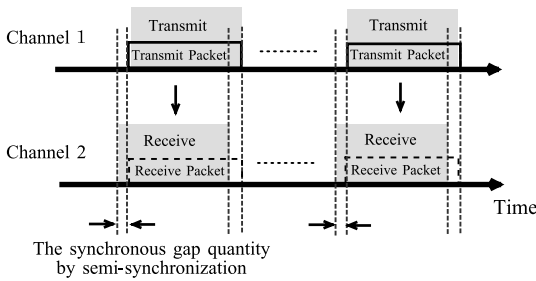 Transmit Transmit
Channel 1
Transmit Packet Transmit Packet
Receive Receive
Channel 2
Receive Packet Receive Packet
Time
The synchronous gap quantity
by semi-synchronization